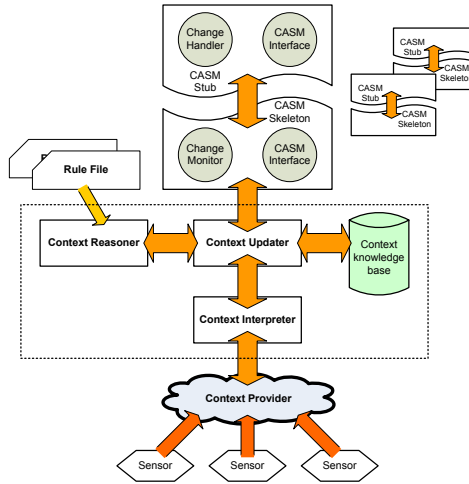 Change
Handler
CASM
Interface
CASM
Stub
CASM
Skeleton
Change
Monitor
CASM
Interface
CASM
Stub
CASM
Skeleton
CASM
Stub
CASM
Skeleton
Rule File
Context Reasoner
Context Updater
Context
knowledge
base
Context Interpreter
Context Provider
Sensor
Sensor
Sensor